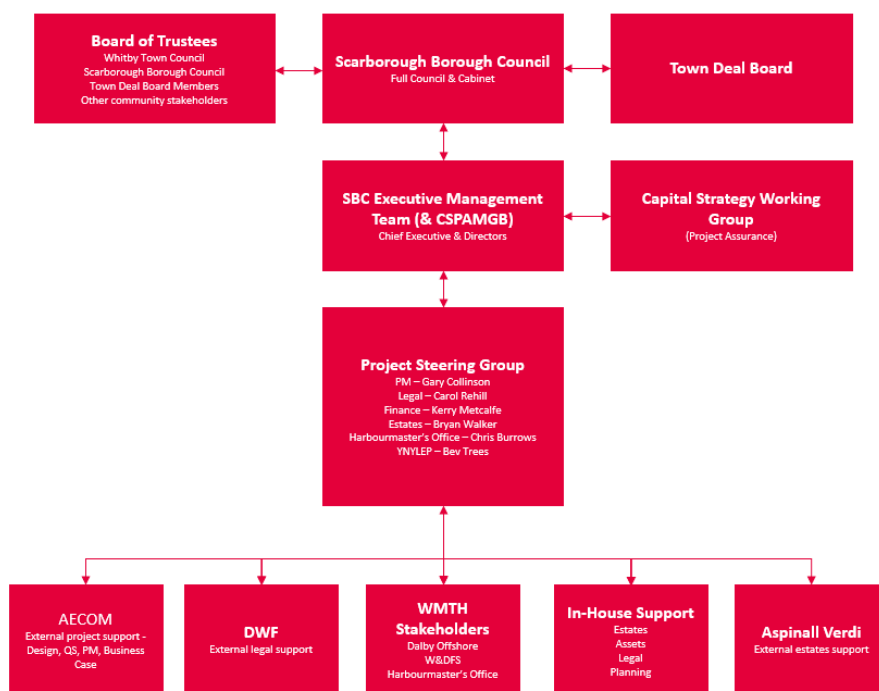 Board of Trustees
Whitby Town Council
Scarborough Borough Council
Town Deal Board Members
Other community stakeholders
Scarborough Borough Council
Full Council & Cabinet
Town Deal Board
SBC Executive Management
Team (& CSPAMGB)
Chief Executive & Directors
Capital Strategy Working
Group
(Project Assurance)
Project Steering Group
PM – Gary Collinson
Legal – Carol Rehill
Finance – Kerry Metcalfe
Estates – Bryan Walker
Harbourmaster's Office – Chris Burrows
YNYLEP – Bev Trees
AECOM
External project support -
Design, QS, PM, Business
Case
DWF
External legal support
WMTH
Stakeholders
Dalby Offshore
W&DFS
Harbourmaster's Office
In-House Support
Estates
Assets
Legal
Planning
Aspinall Verdi
External estates support